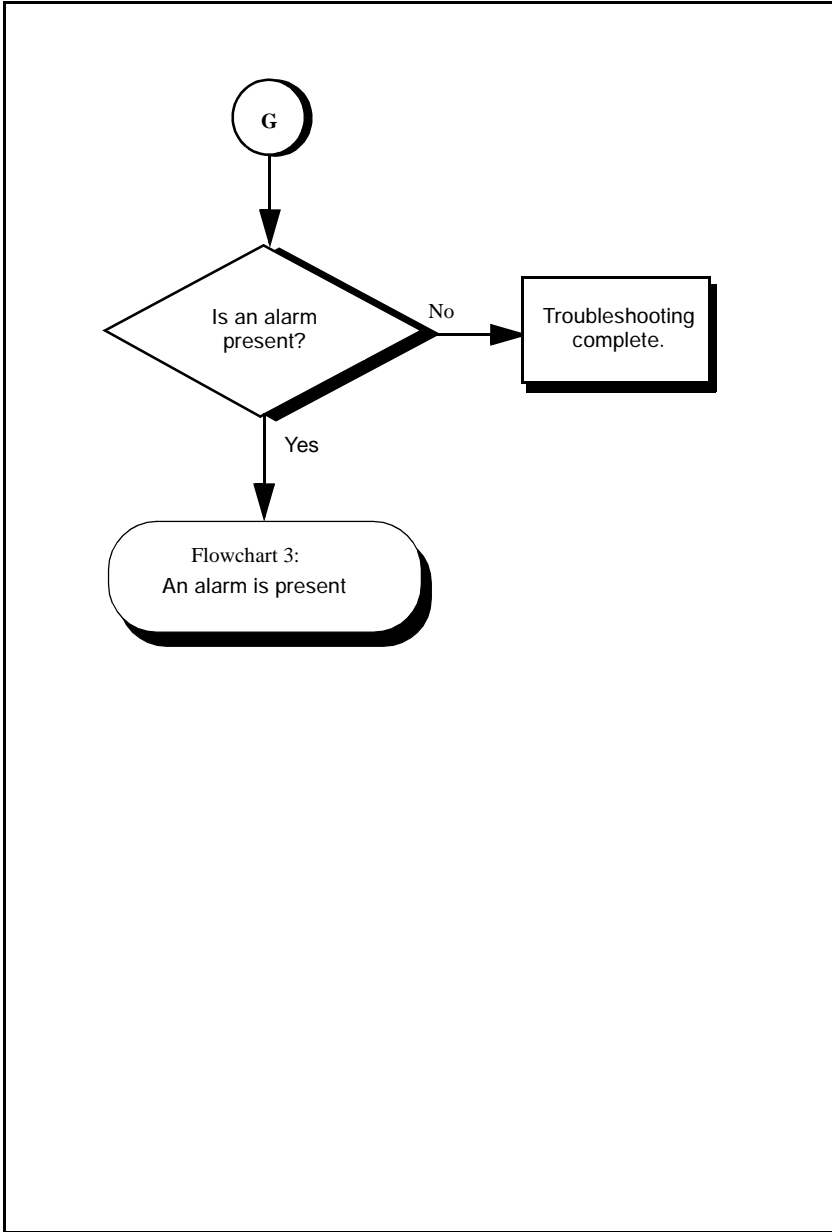 G
Is an alarm
present?
No
Troubleshooting
complete.
Yes
Flowchart 3:
An alarm is present